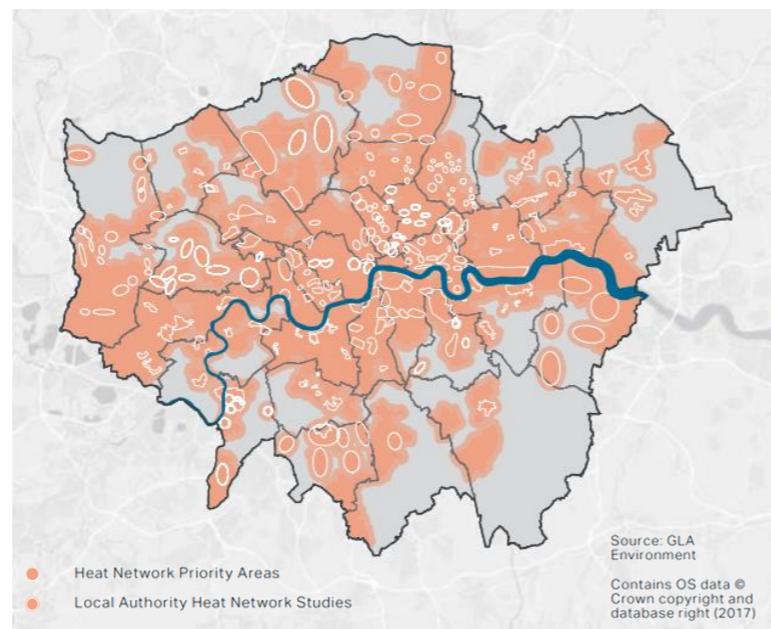 Source: GLA
Environment
Heat Network Priority Areas
Contains OS data ©
Crown copyright and
database right (2017)
Local Authority Heat Network Studies